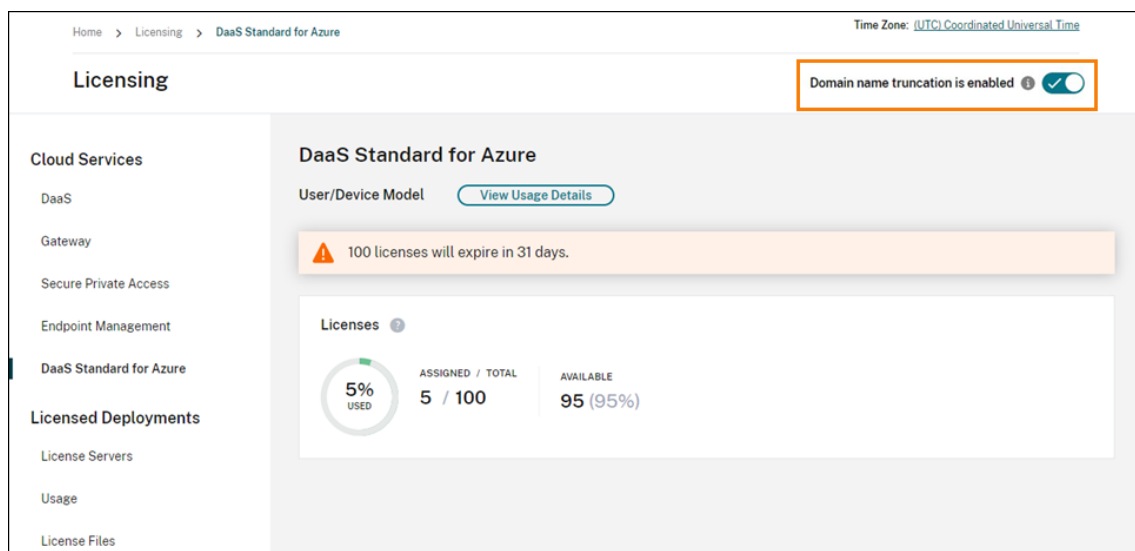 Home > Licensing > DaaS Standard for Azure
Time Zone: (UTC) Coordinated Universal Time
Licensing
Domain name truncation is enabled
Cloud Services
DaaS
Gateway
Secure Private Access
Endpoint Management
DaaS Standard for Azure
Licensed Deployments
License Servers
Usage
License Files
DaaS Standard for Azure
User/Device Model
View Usage Details
100 licenses will expire in 31 days.
Licenses
5%
USED
ASSIGNED / TOTAL
5 / 100
AVAILABLE
95 (95%)